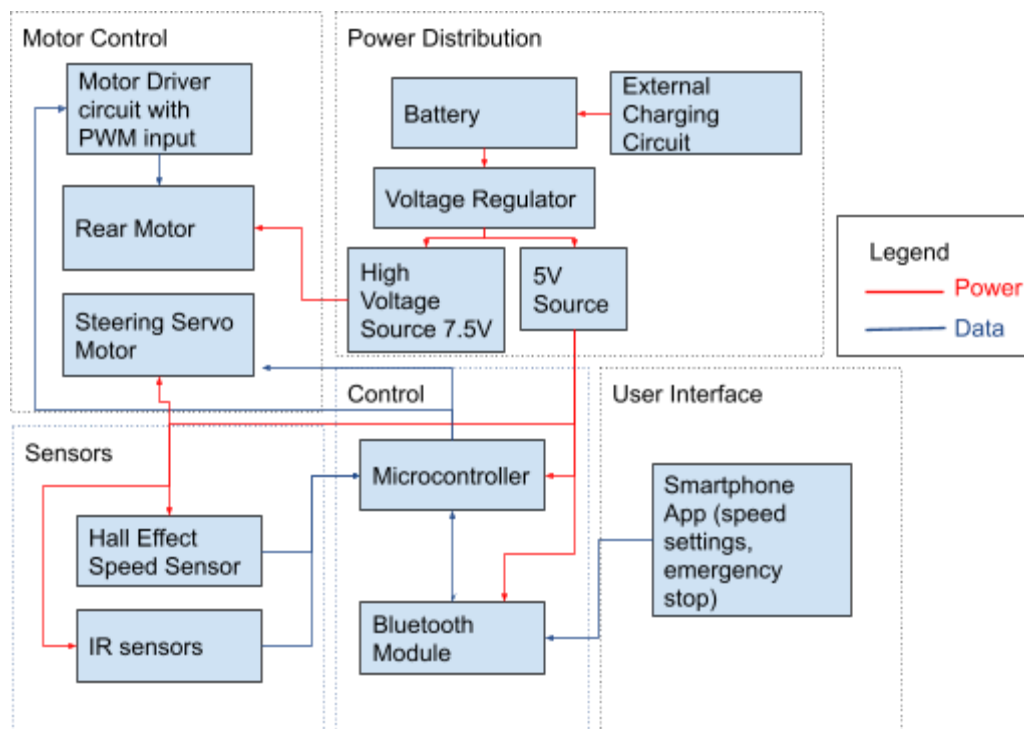 Motor Control
Motor Driver
circuit with
PWM input
Rear Motor
Steering Servo
Motor
Power Distribution
Battery
External
Charging
Circuit
Voltage Regulator
High
Voltage
Source 7.5V
5V
Source
Legend
Power
Data
Sensors
Hall Effect
Speed Sensor
IR sensors
Control
Microcontroller
Bluetooth
Module
User Interface
Smartphone
App (speed
settings,
emergency
stop)